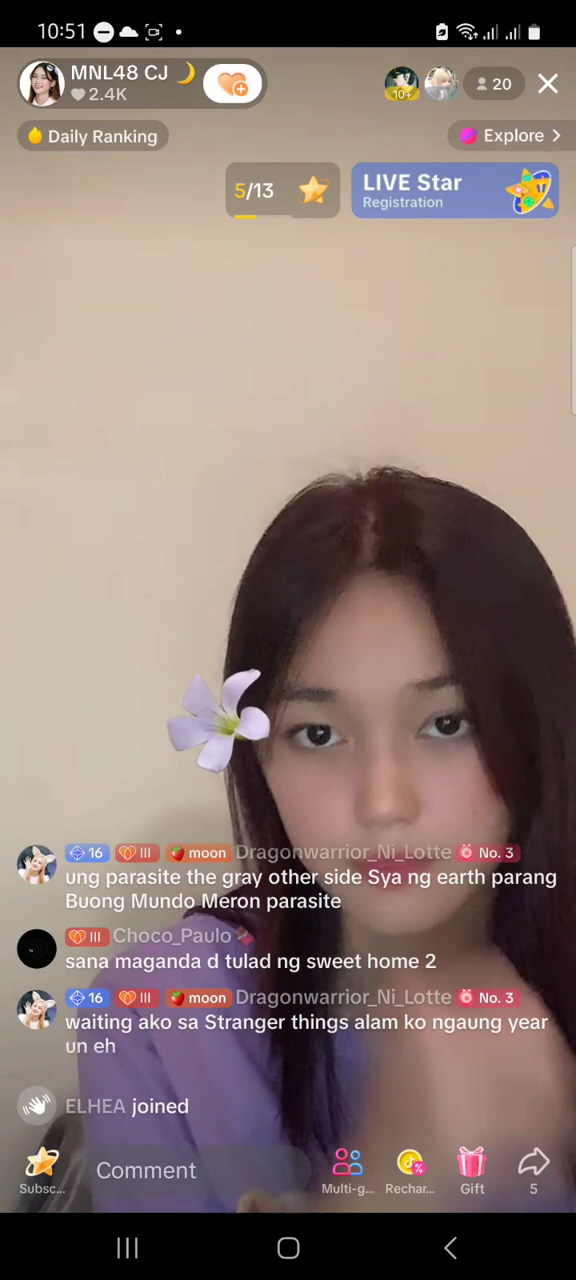 10:51
MNL48 CJ 🌙
2.4K
10+
1
20
Daily Ranking
Explore >
5/13
LIVE Star
Registration
16 III moon Dragonwarrior_Ni_Lotte No. 3
ung parasite the gray other side Sya ng earth parang
Buong Mundo Meron parasite
III Choco_Paulo🍫
sana maganda d tulad ng sweet home 2
16 III moon Dragonwarrior_Ni_Lotte No. 3
waiting ako sa Stranger things alam ko ngaung year
un eh
ELHEA joined
Comment
Subsc... Multi-g... Rechar... Gift 5